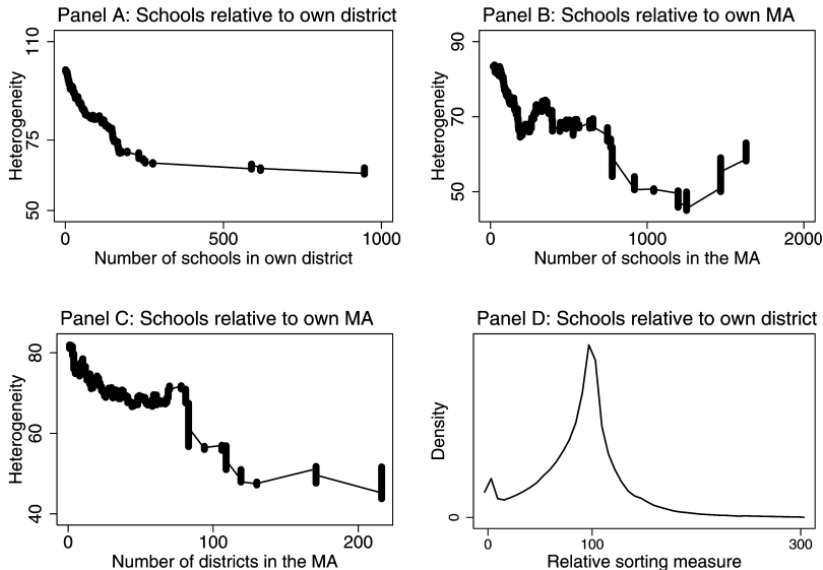 Panel A: Schools relative to own district
110
75
50
Heterogeneity
0
500
1000
Number of schools in own district
Panel B: Schools relative to own MA
90
70
50
Heterogeneity
0
1000
2000
Number of schools in the MA
Panel C: Schools relative to own MA
80
60
40
Heterogeneity
0
100
200
Number of districts in the MA
Panel D: Schools relative to own district
Density
0
0
100
300
Relative sorting measure